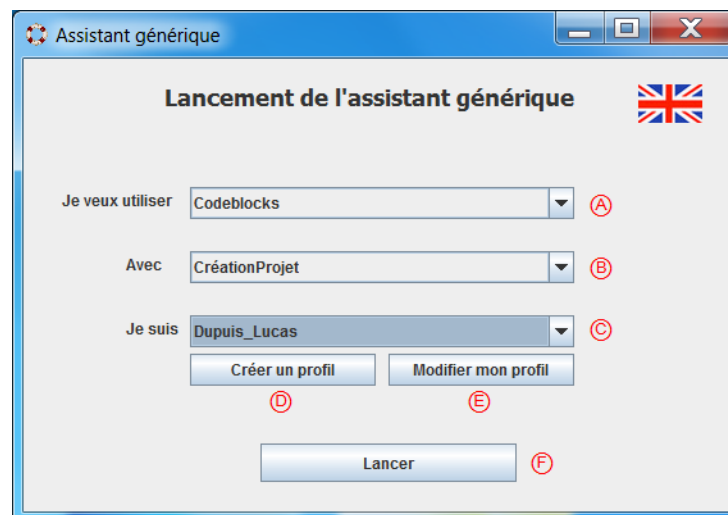 Assistant générique
Lancement de l'assistant générique
Je veux utiliser Codeblocks A
Avec CréationProjet B
Je suis Dupuis_Lucas C
Créer un profil Modifier mon profil
D E
Lancer F